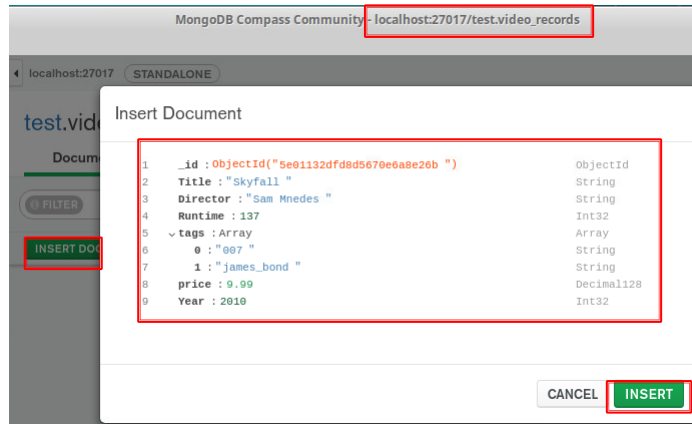 MongoDB Compass Community - localhost:27017/test.video_records
localhost:27017 STANDALONE
test.vide
Insert Document
Docum
1 _id : ObjectId("5e01132dfd8d5670e6a8e26b ") ObjectId
2 Title : "Skyfall " String
3 Director : "Sam Mnedes " String
4 Runtime : 137 Int32
5 tags : Array Array
6 0 : "007 " String
7 1 : "james_bond " String
8 price : 9.99 Decimal128
9 Year : 2010 Int32
FILTER
INSERT DOC
CANCEL INSERT